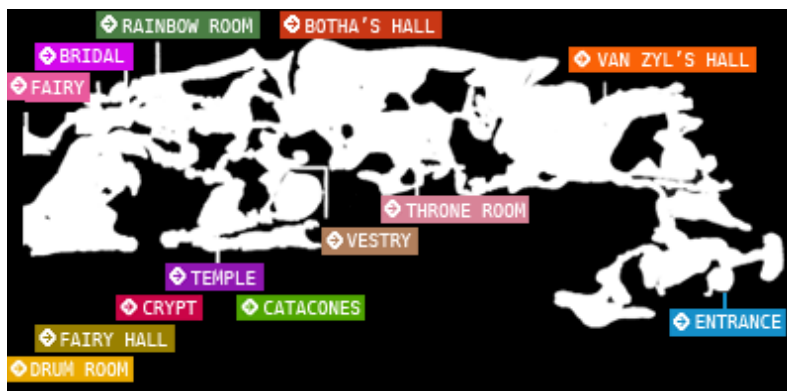 RAINBOW ROOM
BOTHA'S HALL
BRIDAL
VAN ZYL'S HALL
FAIRY
THRONE ROOM
VESTRY
TEMPLE
CRYPT
CATACONES
ENTRANCE
FAIRY HALL
DRUM ROOM